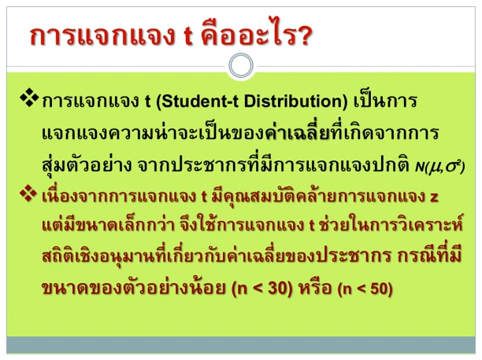 การแจกแจง t คืออะไร?
❖การแจกแจง t (Student-t Distribution) เป็นการ
แจกแจงความน่าจะเป็นของค่าเฉลี่ยที่เกิดจากการ
สุ่มตัวอย่าง จากประชากรที่มีการแจกแจงปกติ N(μ,σ²)
❖ เนื่องจากการแจกแจง t มีคุณสมบัติคล้ายการแจกแจง z
แต่มีขนาดเล็กกว่า จึงใช้การแจกแจง t ช่วยในการวิเคราะห์
สถิติเชิงอนุมานที่เกี่ยวกับค่าเฉลี่ยของประชากร กรณีที่มี
ขนาดของตัวอย่างน้อย (n < 30) หรือ (n < 50)